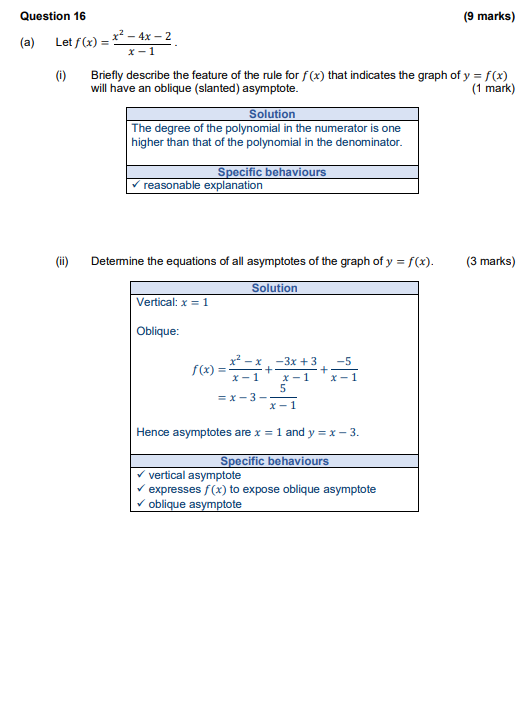 Question 16 (9 marks)
(a) Let f(x) = (x² − 4x − 2)/(x − 1).
(i) Briefly describe the feature of the rule for f(x) that indicates the graph of y = f(x)
will have an oblique (slanted) asymptote. (1 mark)
Solution
The degree of the polynomial in the numerator is one
higher than that of the polynomial in the denominator.
Specific behaviours
✓ reasonable explanation
(ii) Determine the equations of all asymptotes of the graph of y = f(x). (3 marks)
Solution
Vertical: x = 1
Oblique:
f(x) = (x² − x)/(x − 1) + (−3x + 3)/(x − 1) + (−5)/(x − 1)
= x − 3 − 5/(x − 1)
Hence asymptotes are x = 1 and y = x − 3.
Specific behaviours
✓ vertical asymptote
✓ expresses f(x) to expose oblique asymptote
✓ oblique asymptote